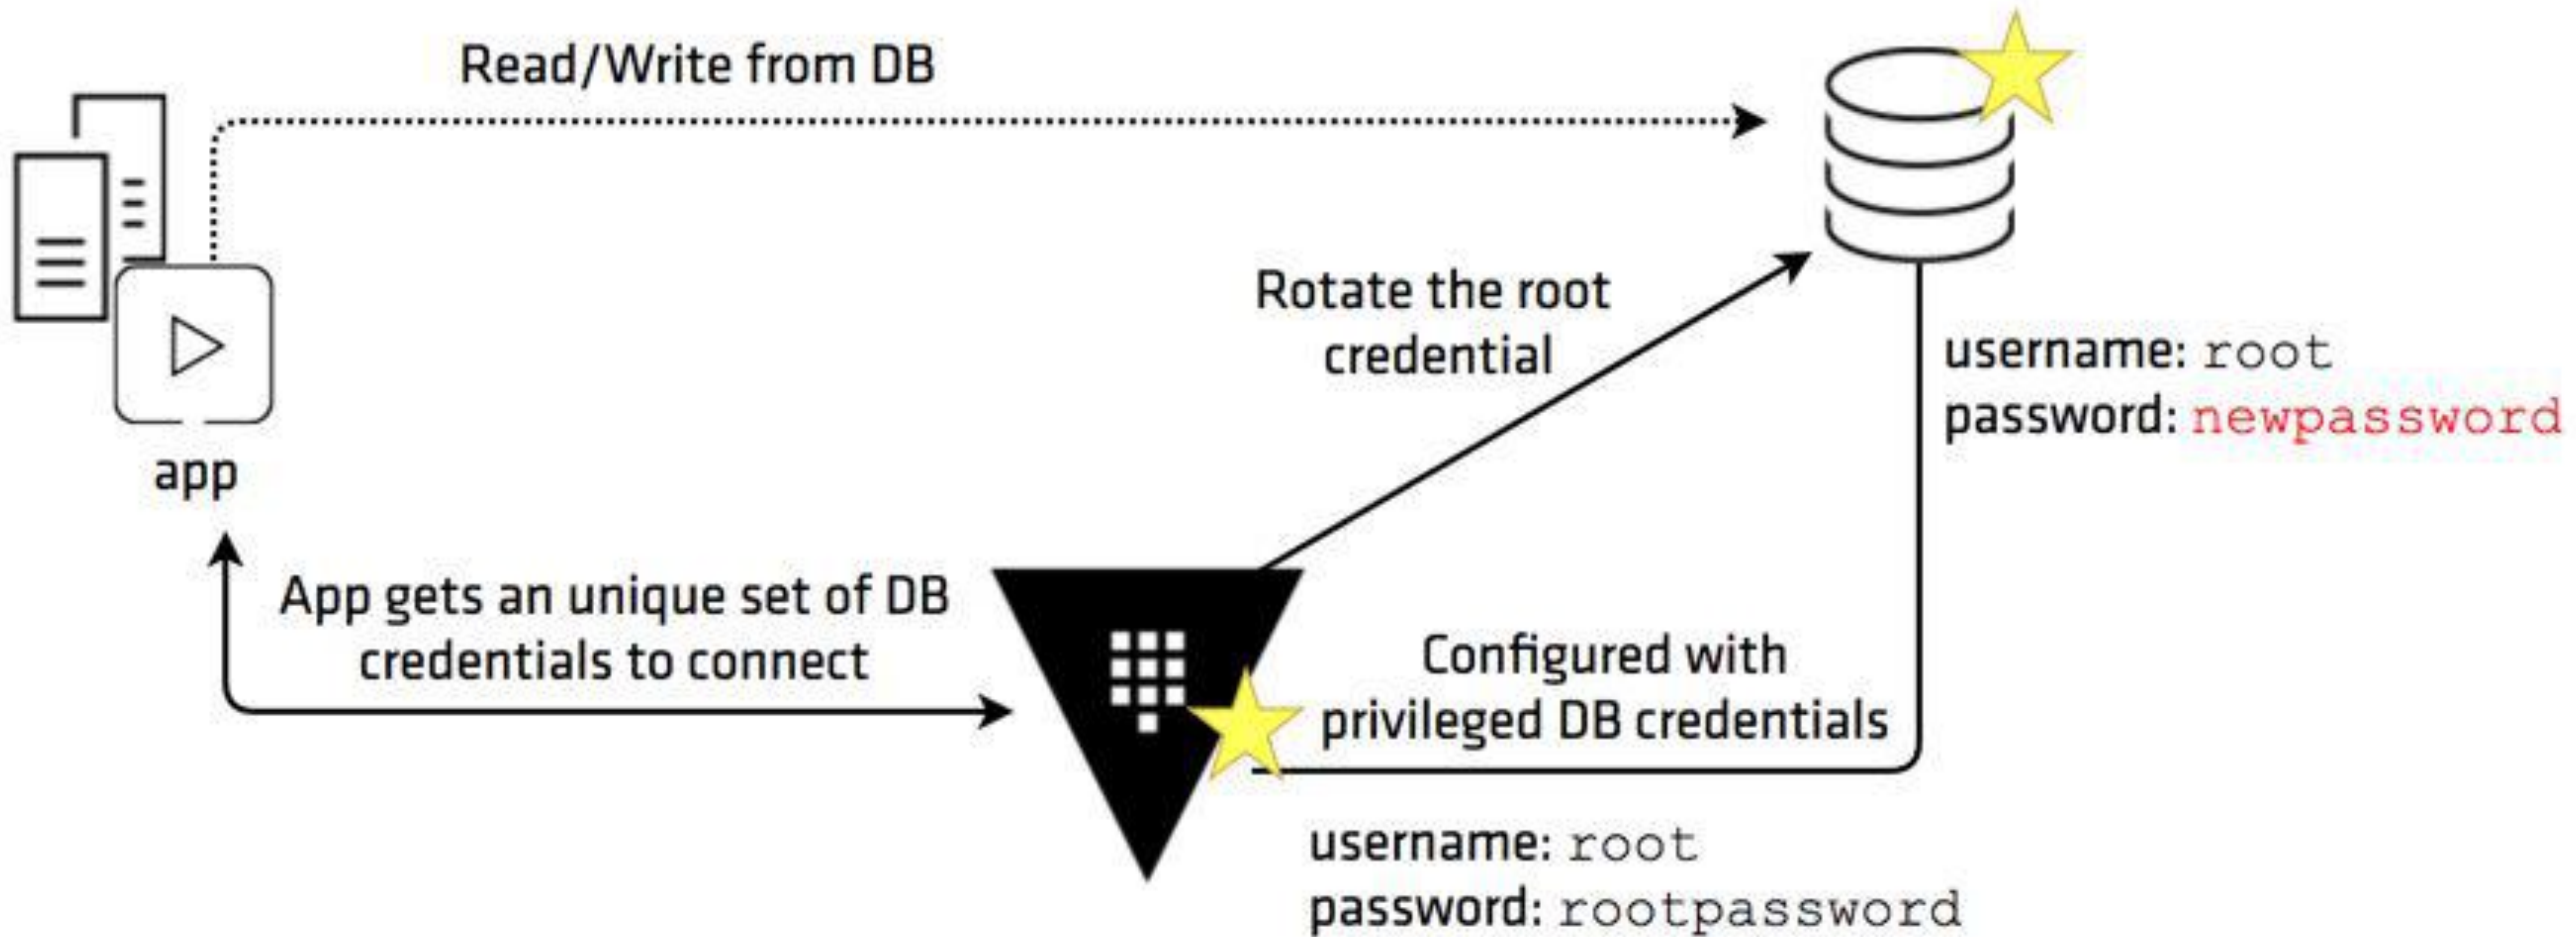 Read/Write from DB
Rotate the root
credential
username: root
password: newpassword
app
App gets an unique set of DB
credentials to connect
Configured with
privileged DB credentials
username: root
password: rootpassword